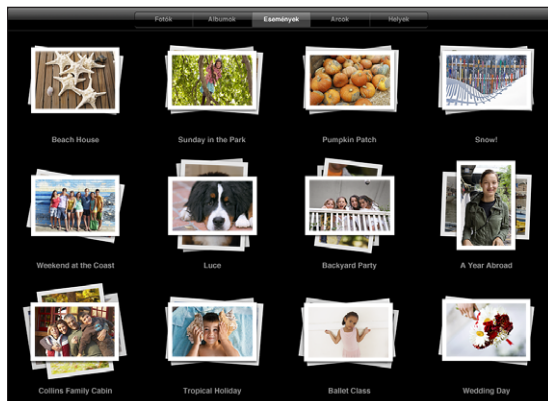 Fotók Albumok Események Arcok Helyek
Beach House Sunday in the Park Pumpkin Patch Snow!
Weekend at the Coast Luce Backyard Party A Year Abroad
Collins Family Cabin Tropical Holiday Ballet Class Wedding Day